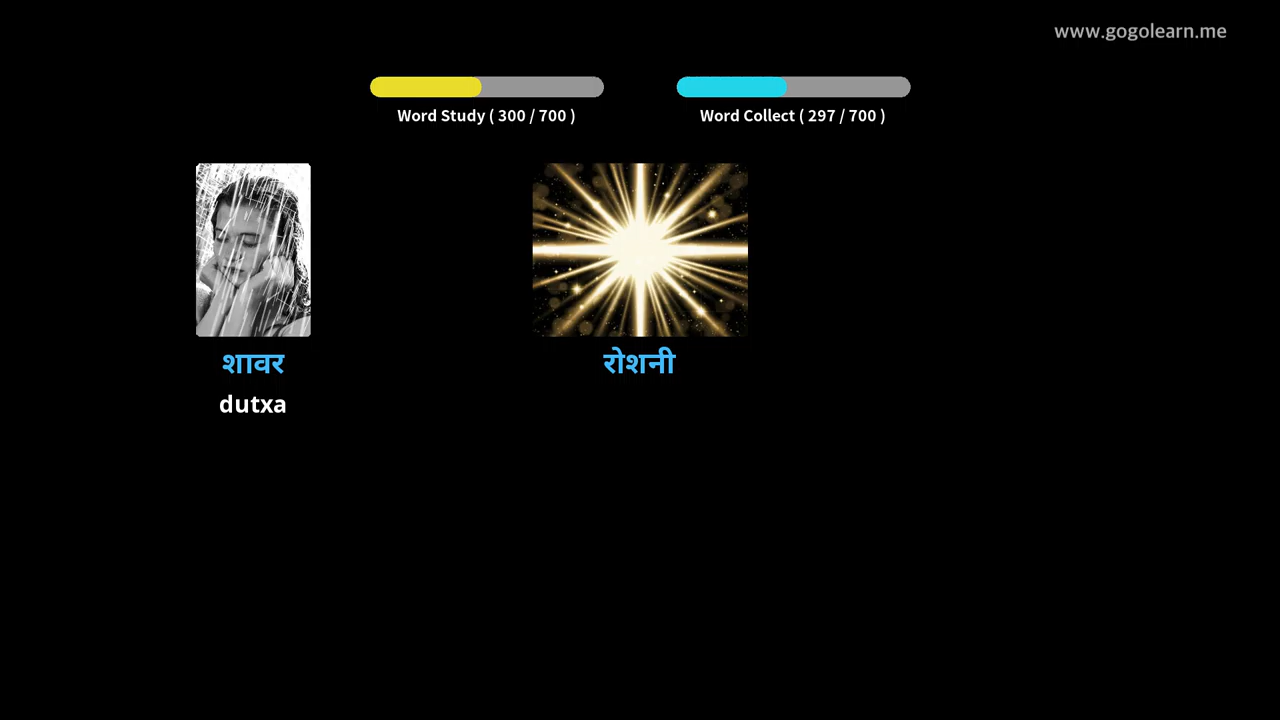 www.gogolearn.me
Word Study ( 300 / 700 )
Word Collect ( 297 / 700 )
शावर
रोशनी
dutxa